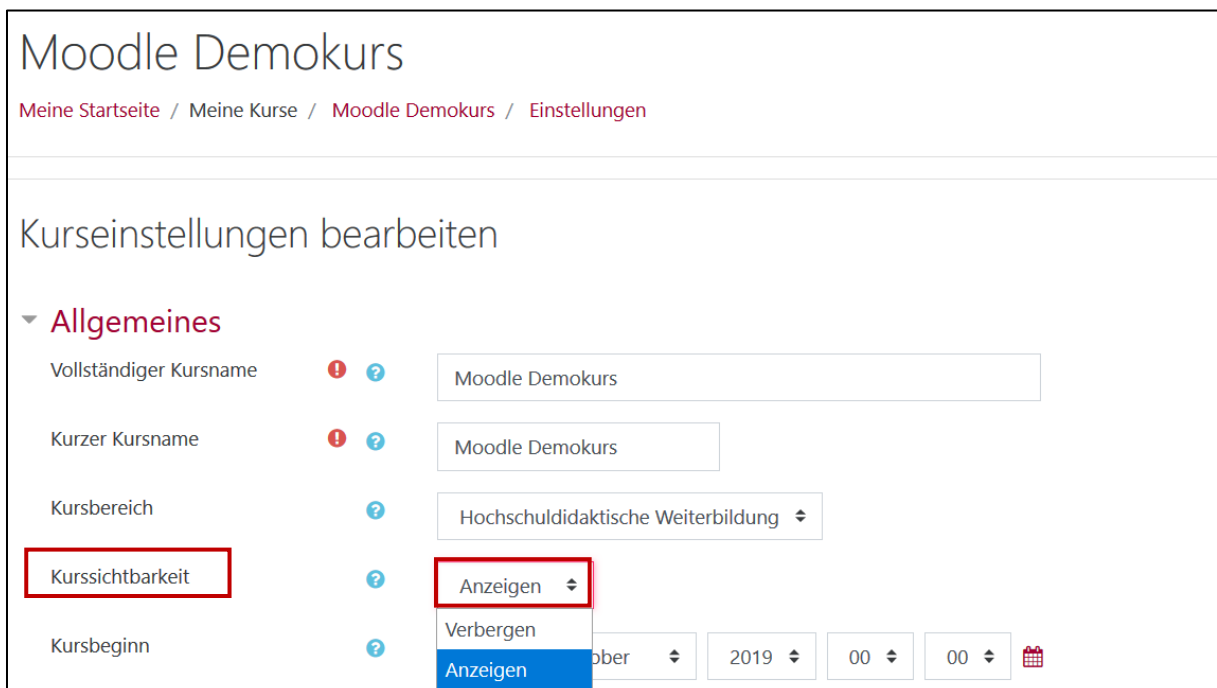 Moodle Demokurs
Meine Startseite / Meine Kurse / Moodle Demokurs / Einstellungen
Kurseinstellungen bearbeiten
Allgemeines
Vollständiger Kursname Moodle Demokurs
Kurzer Kursname Moodle Demokurs
Kursbereich Hochschuldidaktische Weiterbildung
Kurssichtbarkeit Anzeigen
Verbergen
Kursbeginn 2019 00 00
Anzeigen